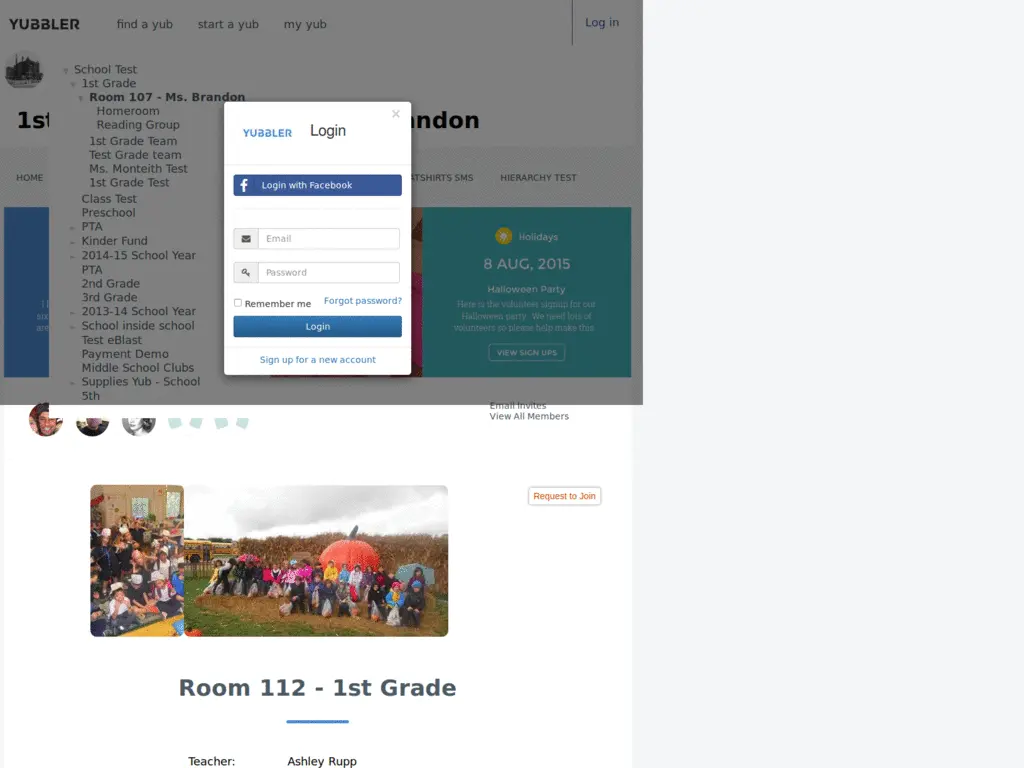 YUBBLER
find a yub
start a yub
my yub
Log in
School Test
1st Grade
Room 107 - Ms. Brandon
Homeroom
Reading Group
1st Grade Team
Test Grade team
Ms. Monteith Test
1st Grade Test
Class Test
Preschool
PTA
Kinder Fund
2014-15 School Year
PTA
2nd Grade
3rd Grade
2013-14 School Year
School inside school
Test eBlast
Payment Demo
Middle School Clubs
Supplies Yub - School
5th
HOME
SMS
HIERARCHY TEST
×
YUBBLER Login
Login with Facebook
Email
Password
Remember me Forgot password?
Login
Sign up for a new account
Holidays
8 AUG, 2015
Halloween Party
Here is the volunteer signup for our
Halloween party. We need lots of
volunteers so please help make this
VIEW SIGN UPS
Email Invites
View All Members
Request to Join
Room 112 - 1st Grade
Teacher: Ashley Rupp